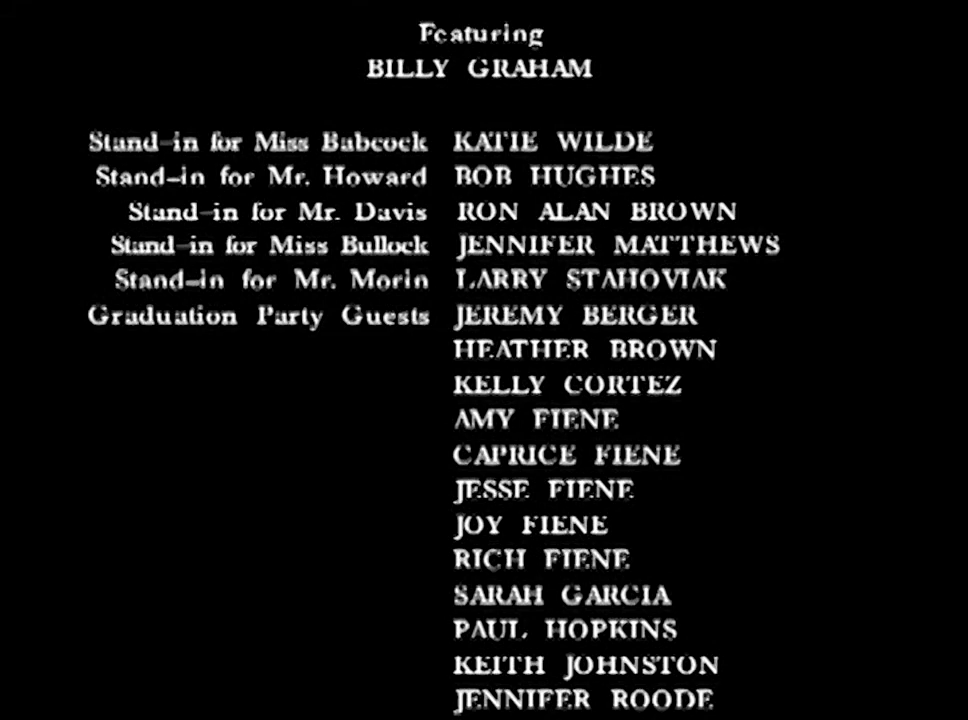 Featuring
BILLY GRAHAM
Stand-in for Miss Babcock KATIE WILDE
Stand-in for Mr. Howard BOB HUGHES
Stand-in for Mr. Davis RON ALAN BROWN
Stand-in for Miss Bullock JENNIFER MATTHEWS
Stand-in for Mr. Morin LARRY STAHOVIAK
Graduation Party Guests JEREMY BERGER
HEATHER BROWN
KELLY CORTEZ
AMY FIENE
CAPRICE FIENE
JESSE FIENE
JOY FIENE
RICH FIENE
SARAH GARCIA
PAUL HOPKINS
KEITH JOHNSTON
JENNIFER ROODE